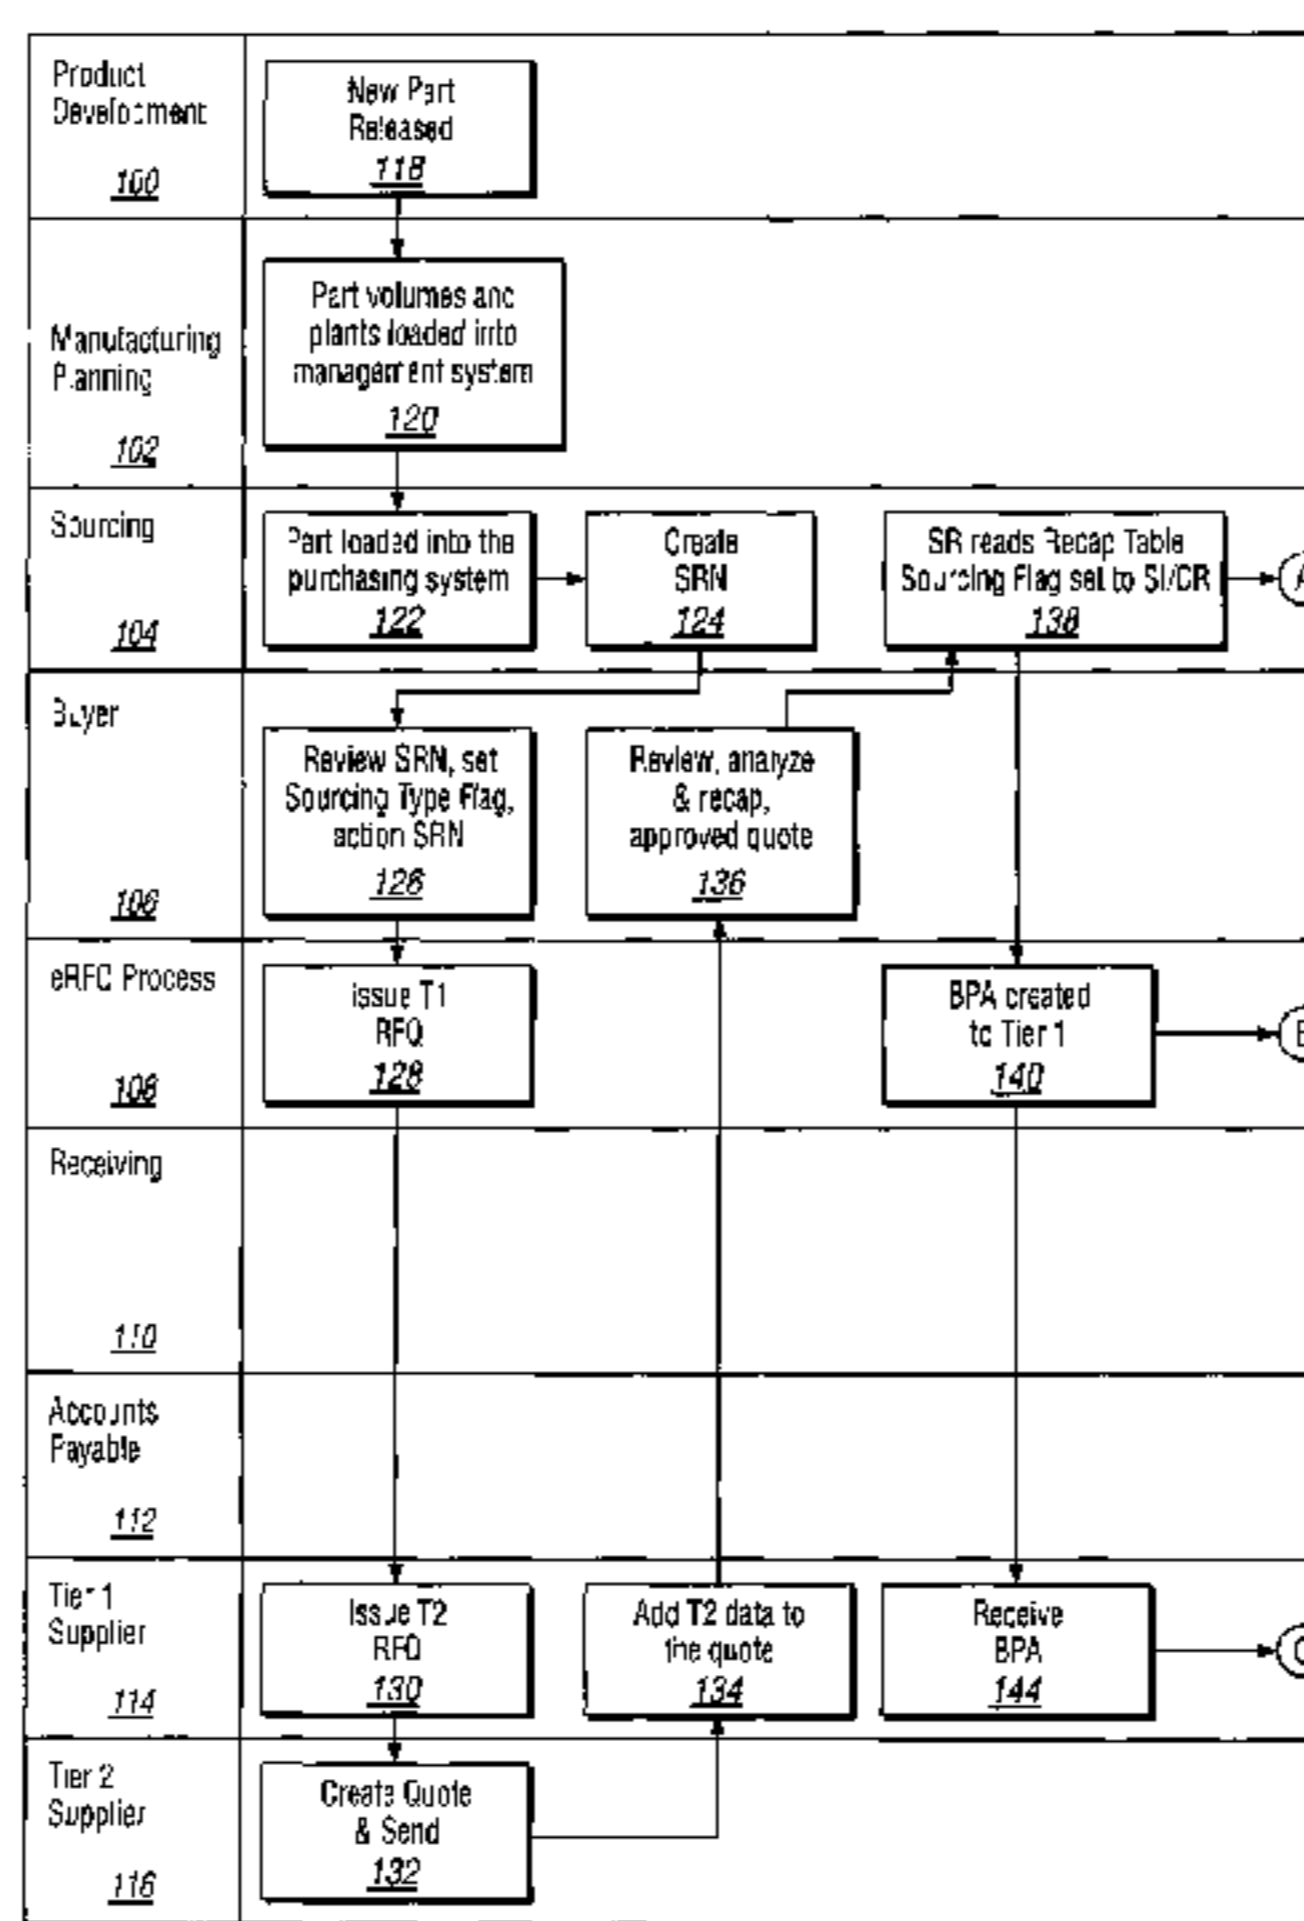 Product
Development
100
New Part
Released
118
Manufacturing
Planning
102
Part volumes and
plants loaded into
management system
120
Sourcing
104
Part loaded into the
purchasing system
122
Create
SRN
124
SR reads Recap Table
Sourcing Flag set to SI/CR
138
A
Buyer
106
Review SRN, set
Sourcing Type Flag,
action SRN
126
Review, analyze
& recap,
approved quote
136
eRFQ Process
108
Issue T1
RFQ
128
BPA created
to Tier 1
140
B
Receiving
110
Accounts
Payable
112
Tier 1
Supplier
114
Issue T2
RFQ
130
Add T2 data to
the quote
134
Receive
BPA
144
C
Tier 2
Supplier
116
Create Quote
& Send
132